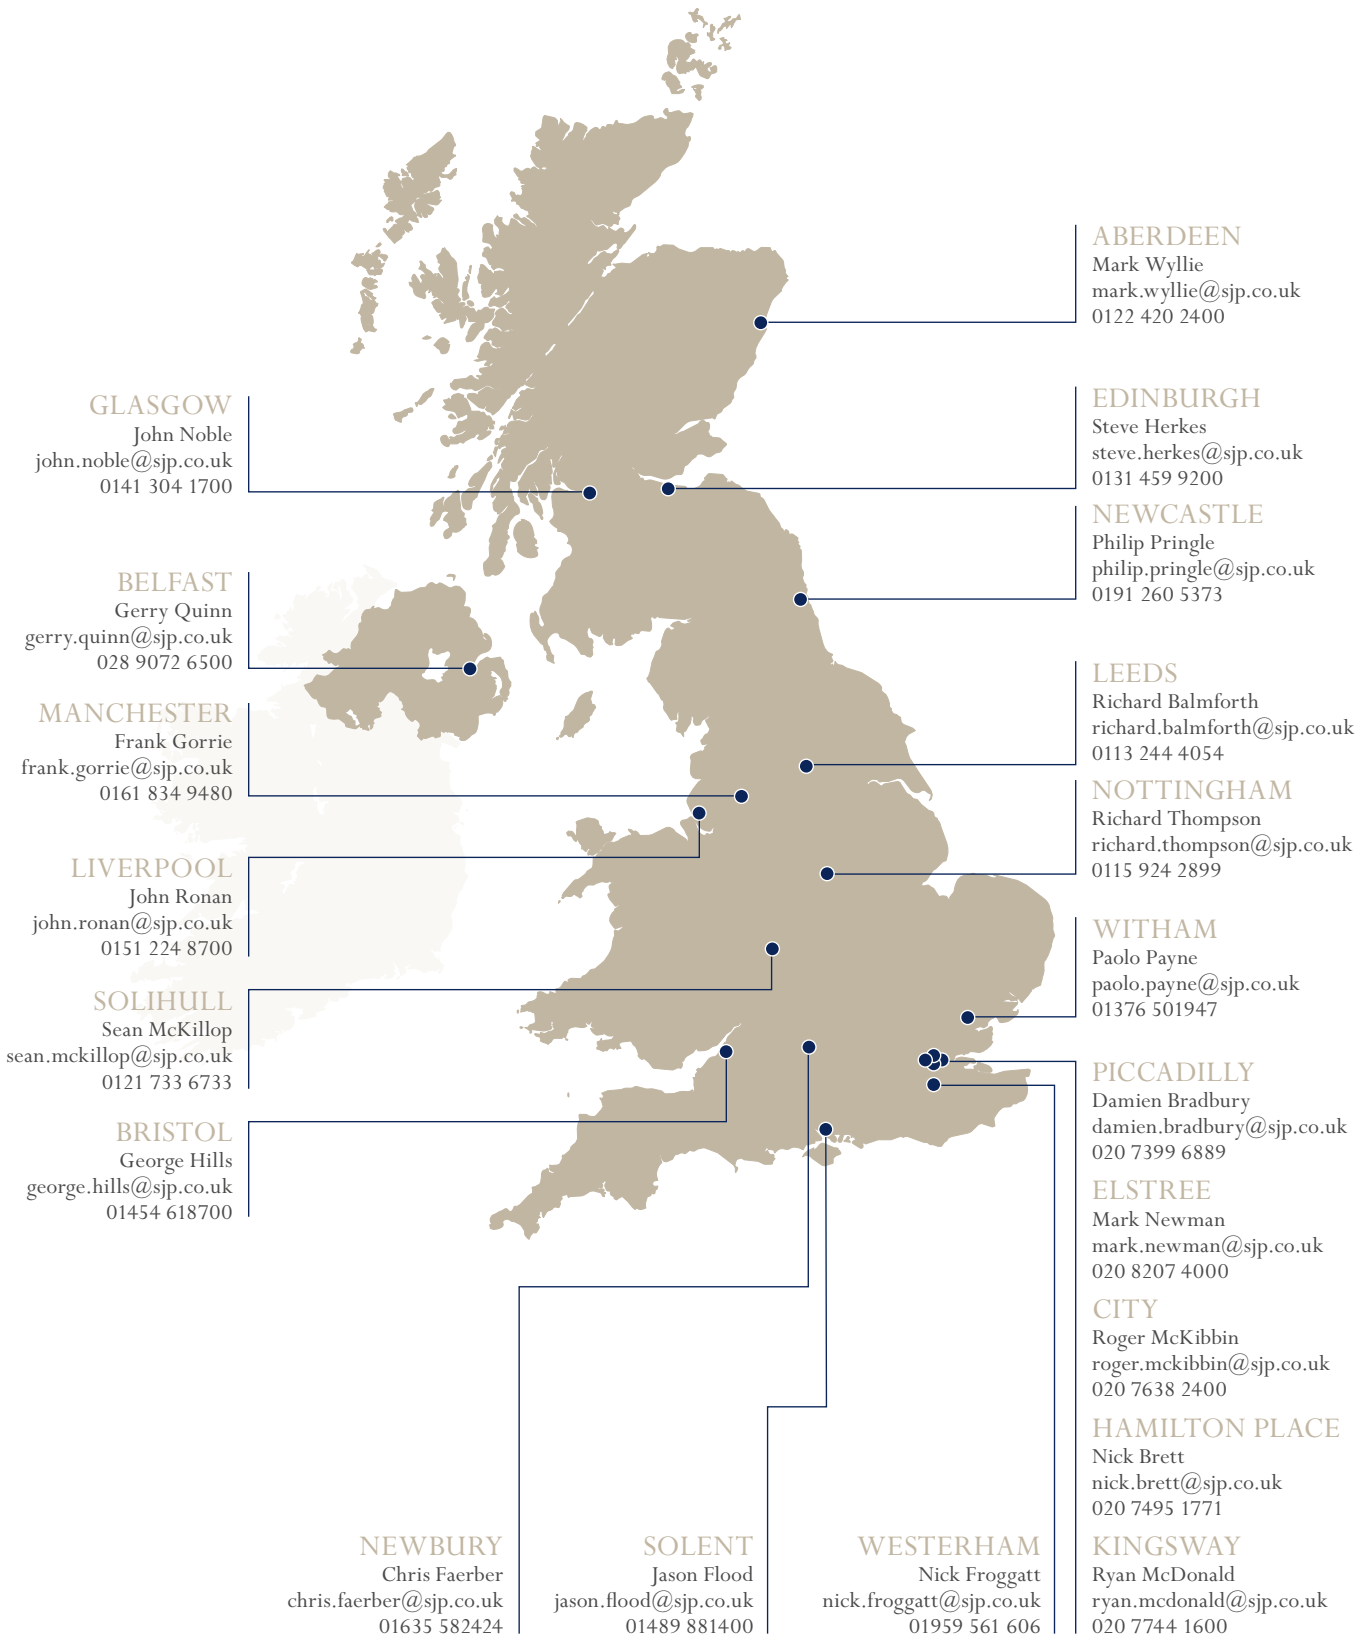 ABERDEEN
Mark Wyllie
mark.wyllie@sjp.co.uk
0122 420 2400
EDINBURGH
Steve Herkes
steve.herkes@sjp.co.uk
0131 459 9200
NEWCASTLE
Philip Pringle
philip.pringle@sjp.co.uk
0191 260 5373
LEEDS
Richard Balmforth
richard.balmforth@sjp.co.uk
0113 244 4054
NOTTINGHAM
Richard Thompson
richard.thompson@sjp.co.uk
0115 924 2899
WITHAM
Paolo Payne
paolo.payne@sjp.co.uk
01376 501947
PICCADILLY
Damien Bradbury
damien.bradbury@sjp.co.uk
020 7399 6889
ELSTREE
Mark Newman
mark.newman@sjp.co.uk
020 8207 4000
CITY
Roger McKibbin
roger.mckibbin@sjp.co.uk
020 7638 2400
HAMILTON PLACE
Nick Brett
nick.brett@sjp.co.uk
020 7495 1771
KINGSWAY
Ryan McDonald
ryan.mcdonald@sjp.co.uk
020 7744 1600
GLASGOW
John Noble
john.noble@sjp.co.uk
0141 304 1700
BELFAST
Gerry Quinn
gerry.quinn@sjp.co.uk
028 9072 6500
MANCHESTER
Frank Gorrie
frank.gorrie@sjp.co.uk
0161 834 9480
LIVERPOOL
John Ronan
john.ronan@sjp.co.uk
0151 224 8700
SOLIHULL
Sean McKillop
sean.mckillop@sjp.co.uk
0121 733 6733
BRISTOL
George Hills
george.hills@sjp.co.uk
01454 618700
NEWBURY
Chris Faerber
chris.faerber@sjp.co.uk
01635 582424
SOLENT
Jason Flood
jason.flood@sjp.co.uk
01489 881400
WESTERHAM
Nick Froggatt
nick.froggatt@sjp.co.uk
01959 561 606